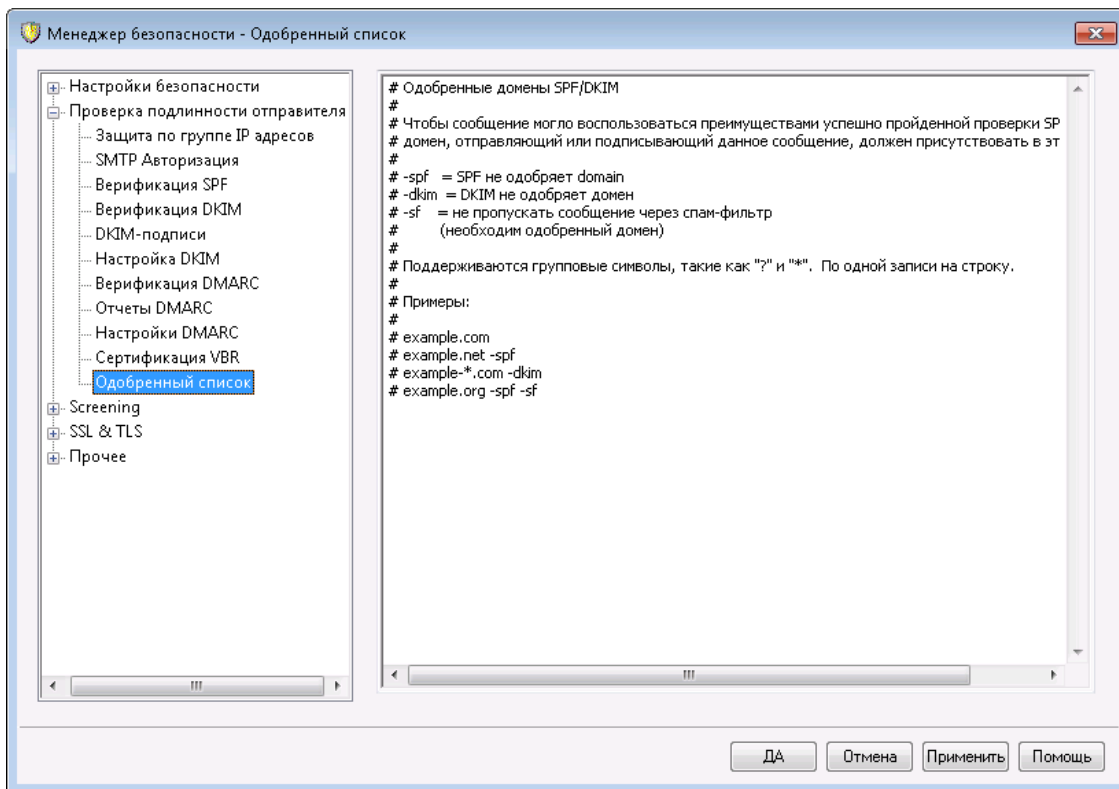 Менеджер безопасности - Одобренный список
Настройки безопасности
Проверка подлинности отправителя
Защита по группе IP адресов
SMTP Авторизация
Верификация SPF
Верификация DKIM
DKIM-подписи
Настройка DKIM
Верификация DMARC
Отчеты DMARC
Настройки DMARC
Сертификация VBR
Одобренный список
Screening
SSL & TLS
Прочее
# Одобренные домены SPF/DKIM
#
# Чтобы сообщение могло воспользоваться преимуществами успешно пройденной проверки SP
# домен, отправляющий или подписывающий данное сообщение, должен присутствовать в эт
#
# -spf = SPF не одобряет domain
# -dkim = DKIM не одобряет домен
# -sf = не пропускать сообщение через спам-фильтр
# (необходим одобренный домен)
#
# Поддерживаются групповые символы, такие как "?" и "*". По одной записи на строку.
#
# Примеры:
#
# example.com
# example.net -spf
# example-*.com -dkim
# example.org -spf -sf
ДА
Отмена
Применить
Помощь